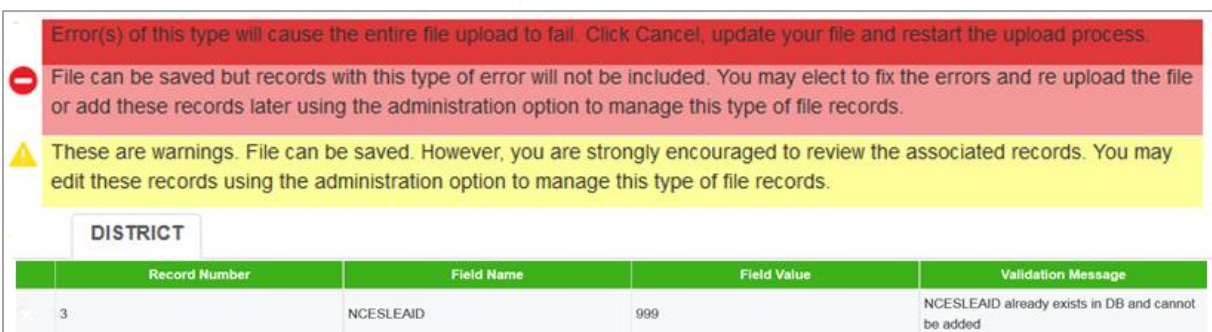 Error(s) of this type will cause the entire file upload to fail. Click Cancel, update your file and restart the upload process.
File can be saved but records with this type of error will not be included. You may elect to fix the errors and re upload the file
or add these records later using the administration option to manage this type of file records.
These are warnings. File can be saved. However, you are strongly encouraged to review the associated records. You may
edit these records using the administration option to manage this type of file records.
DISTRICT
Record Number Field Name Field Value Validation Message
3 NCESLEAID 999 NCESLEAID already exists in DB and cannot
be added